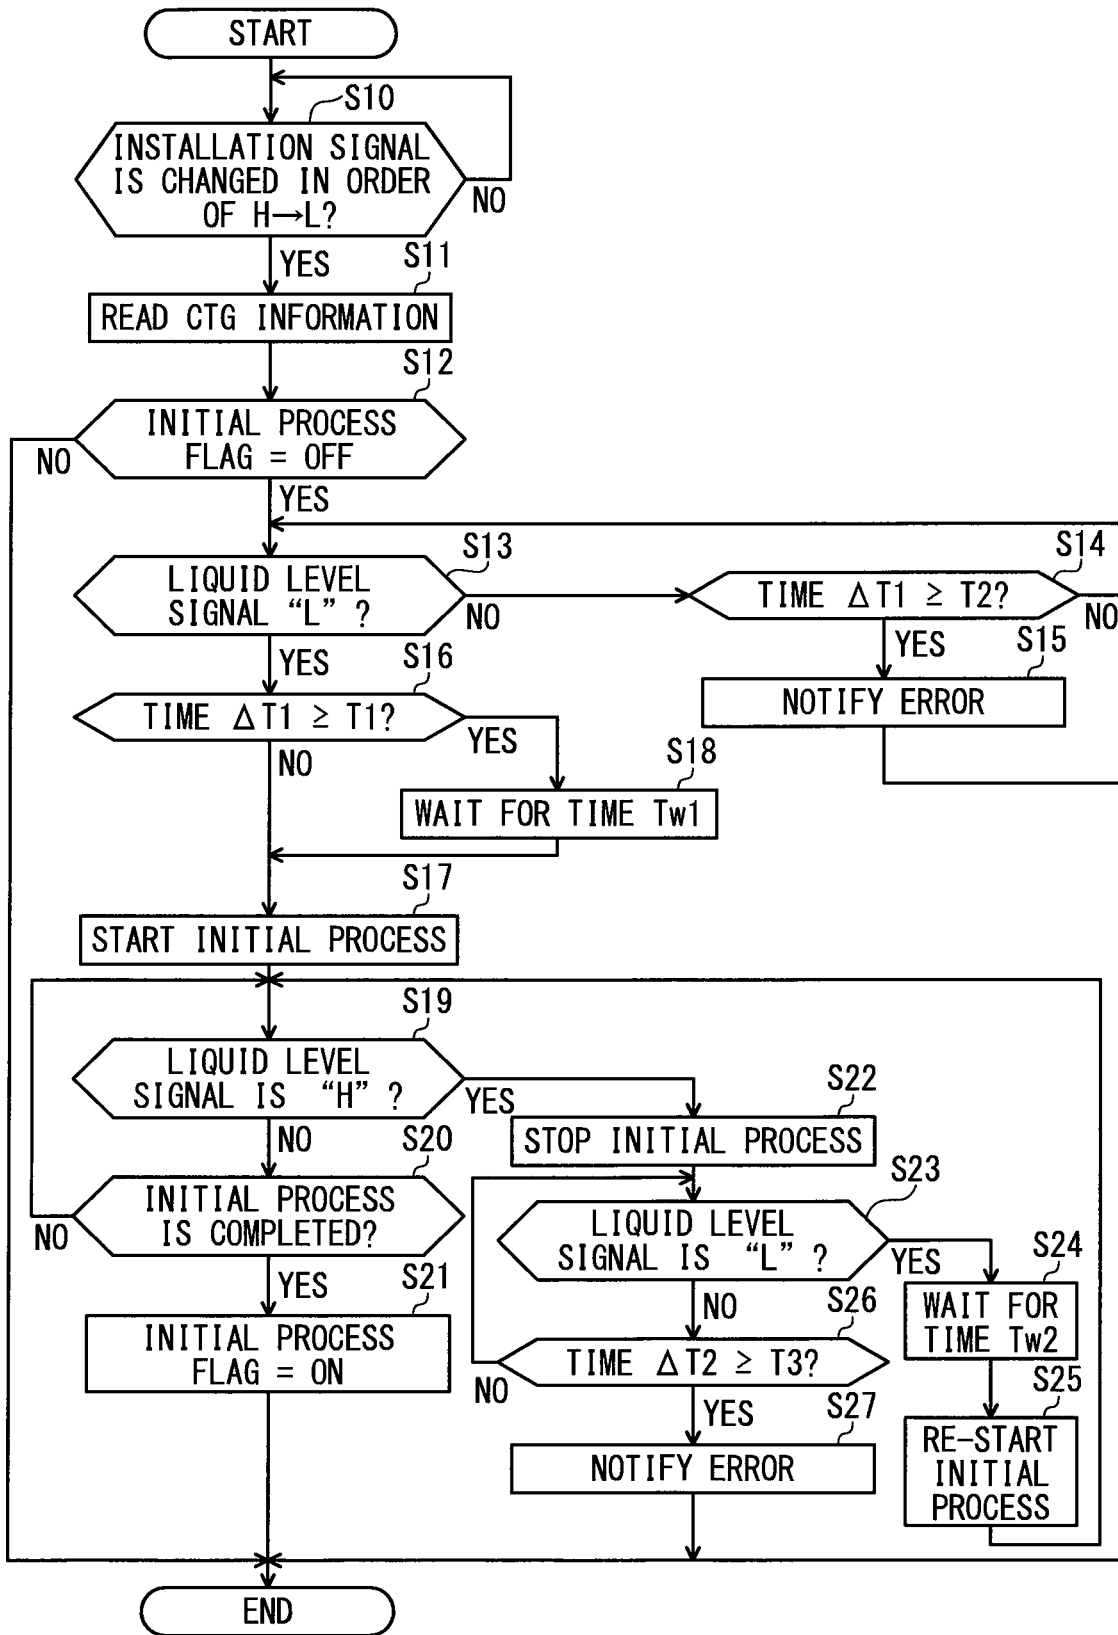 START
S10
INSTALLATION SIGNAL
IS CHANGED IN ORDER
OF H→L?
NO
YES
S11
READ CTG INFORMATION
S12
INITIAL PROCESS
FLAG = OFF
NO
YES
S13
LIQUID LEVEL
SIGNAL “L” ?
NO
S14
TIME ΔT1 ≥ T2?
NO
YES
S15
NOTIFY ERROR
YES
S16
TIME ΔT1 ≥ T1?
YES
NO
S18
WAIT FOR TIME Tw1
S17
START INITIAL PROCESS
S19
LIQUID LEVEL
SIGNAL IS “H” ?
YES
NO
S20
INITIAL PROCESS
IS COMPLETED?
NO
YES
S21
INITIAL PROCESS
FLAG = ON
S22
STOP INITIAL PROCESS
S23
LIQUID LEVEL
SIGNAL IS “L” ?
YES
NO
S24
WAIT FOR
TIME Tw2
S25
RE-START
INITIAL
PROCESS
S26
TIME ΔT2 ≥ T3?
NO
YES
S27
NOTIFY ERROR
END